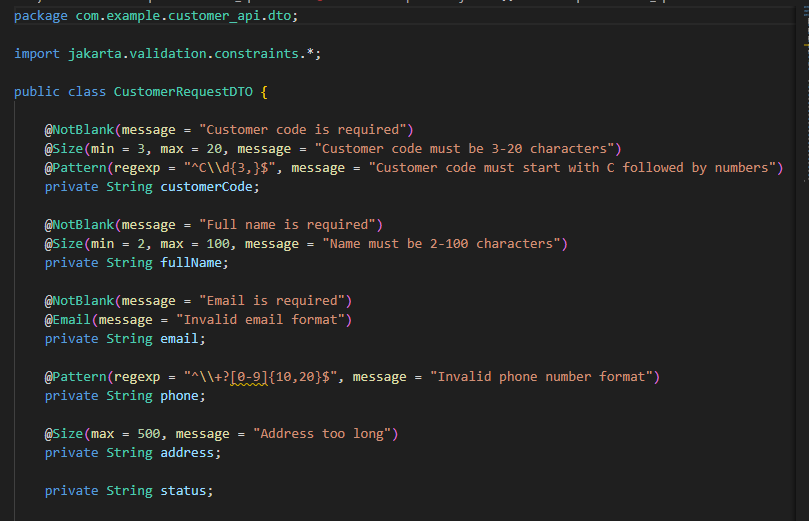 package com.example.customer_api.dto;
import jakarta.validation.constraints.*;
public class CustomerRequestDTO {
@NotBlank(message = "Customer code is required")
@Size(min = 3, max = 20, message = "Customer code must be 3-20 characters")
@Pattern(regexp = "^C\\d{3,}$", message = "Customer code must start with C followed by numbers")
private String customerCode;
@NotBlank(message = "Full name is required")
@Size(min = 2, max = 100, message = "Name must be 2-100 characters")
private String fullName;
@NotBlank(message = "Email is required")
@Email(message = "Invalid email format")
private String email;
@Pattern(regexp = "^\\+?[0-9]{10,20}$", message = "Invalid phone number format")
private String phone;
@Size(max = 500, message = "Address too long")
private String address;
private String status;